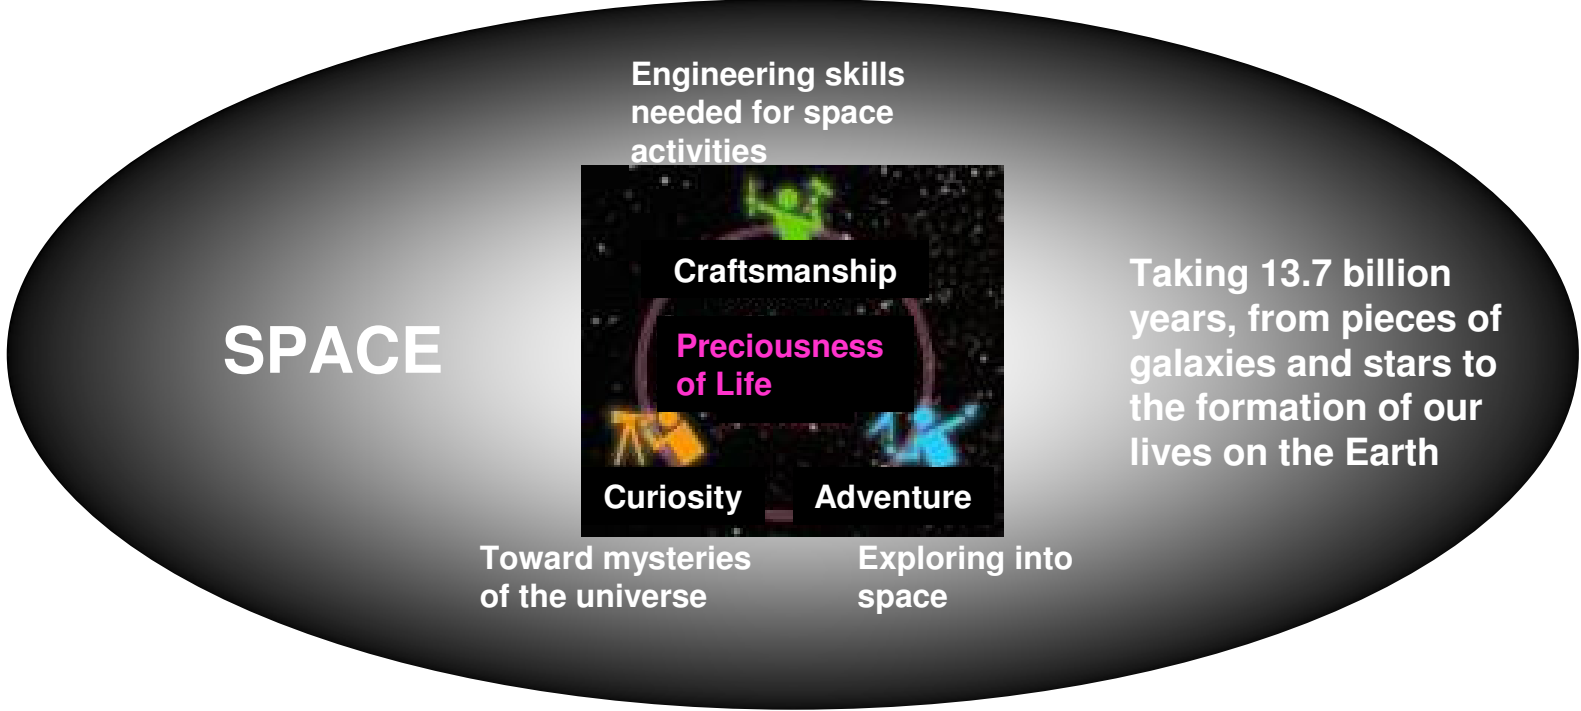 Engineering skills
needed for space
activities
SPACE
Craftsmanship
Preciousness
of Life
Curiosity
Adventure
Toward mysteries
of the universe
Exploring into
space
Taking 13.7 billion
years, from pieces of
galaxies and stars to
the formation of our
lives on the Earth